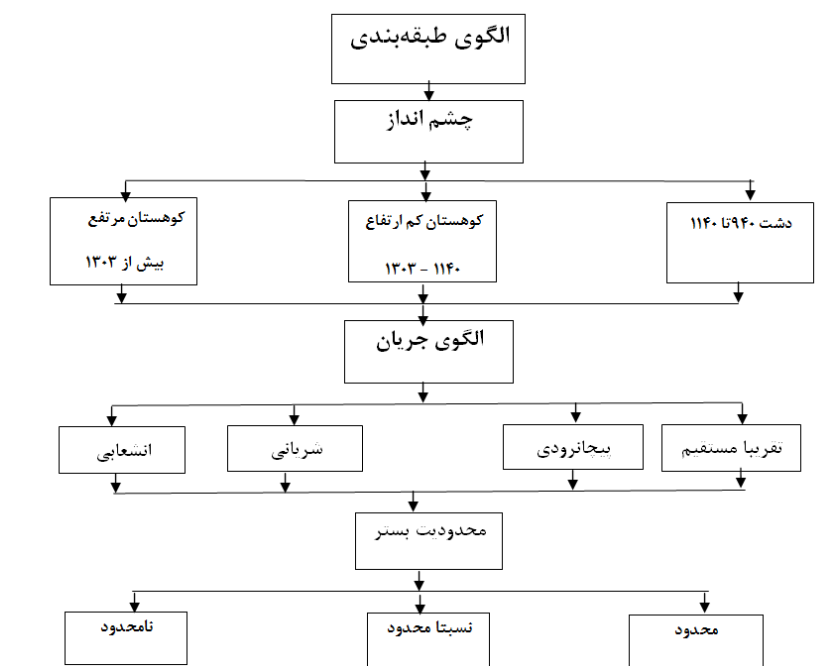 الگوی طبقه‌بندی
چشم انداز
دشت ۹۴۰تا ۱۱۴۰
کوهستان کم ارتفاع
۱۱۴۰ – ۱۳۰۳
کوهستان مرتفع
بیش از ۱۳۰۳
الگوی جریان
تقریبا مستقیم
پیچانرودی
شریانی
انشعابی
محدودیت بستر
محدود
نسبتا محدود
نامحدود